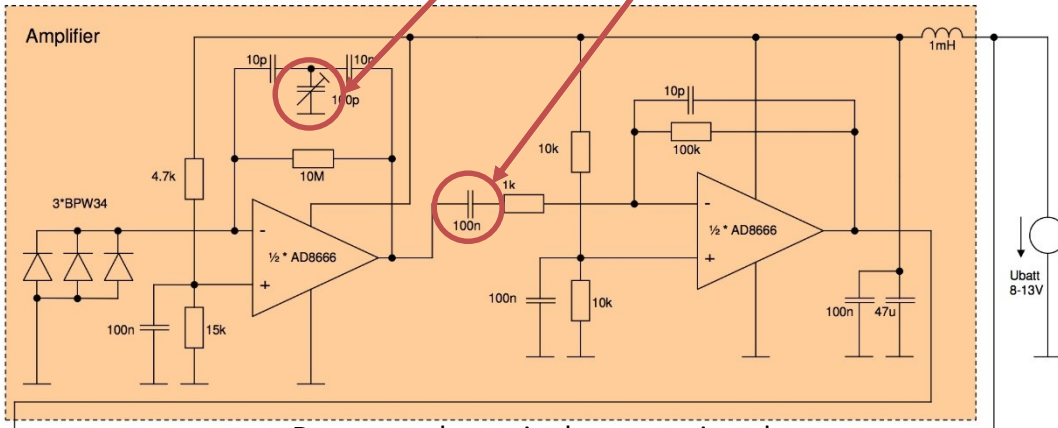 Amplifier
1mH
10p 10p
100p
10M
4.7k
3*BPW34
½ * AD8666
-
+
100n
15k
100n
1k
10k
10p
100k
½ * AD8666
-
+
100n
10k
100n
47u
Ubatt
8-13V